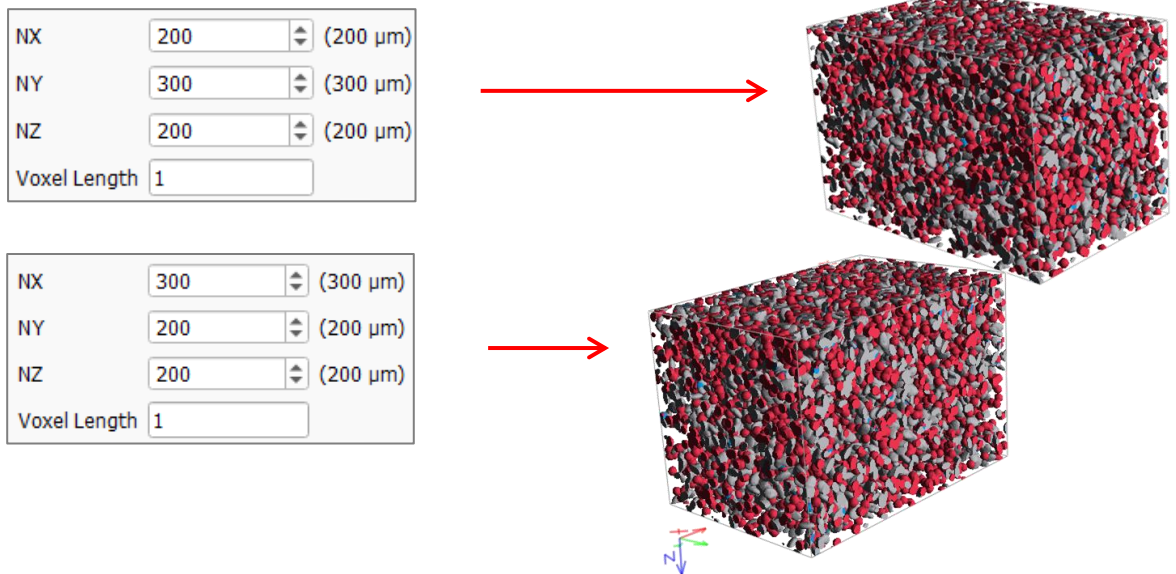 NX 200 (200 µm)
NY 300 (300 µm)
NZ 200 (200 µm)
Voxel Length 1
NX 300 (300 µm)
NY 200 (200 µm)
NZ 200 (200 µm)
Voxel Length 1
Z